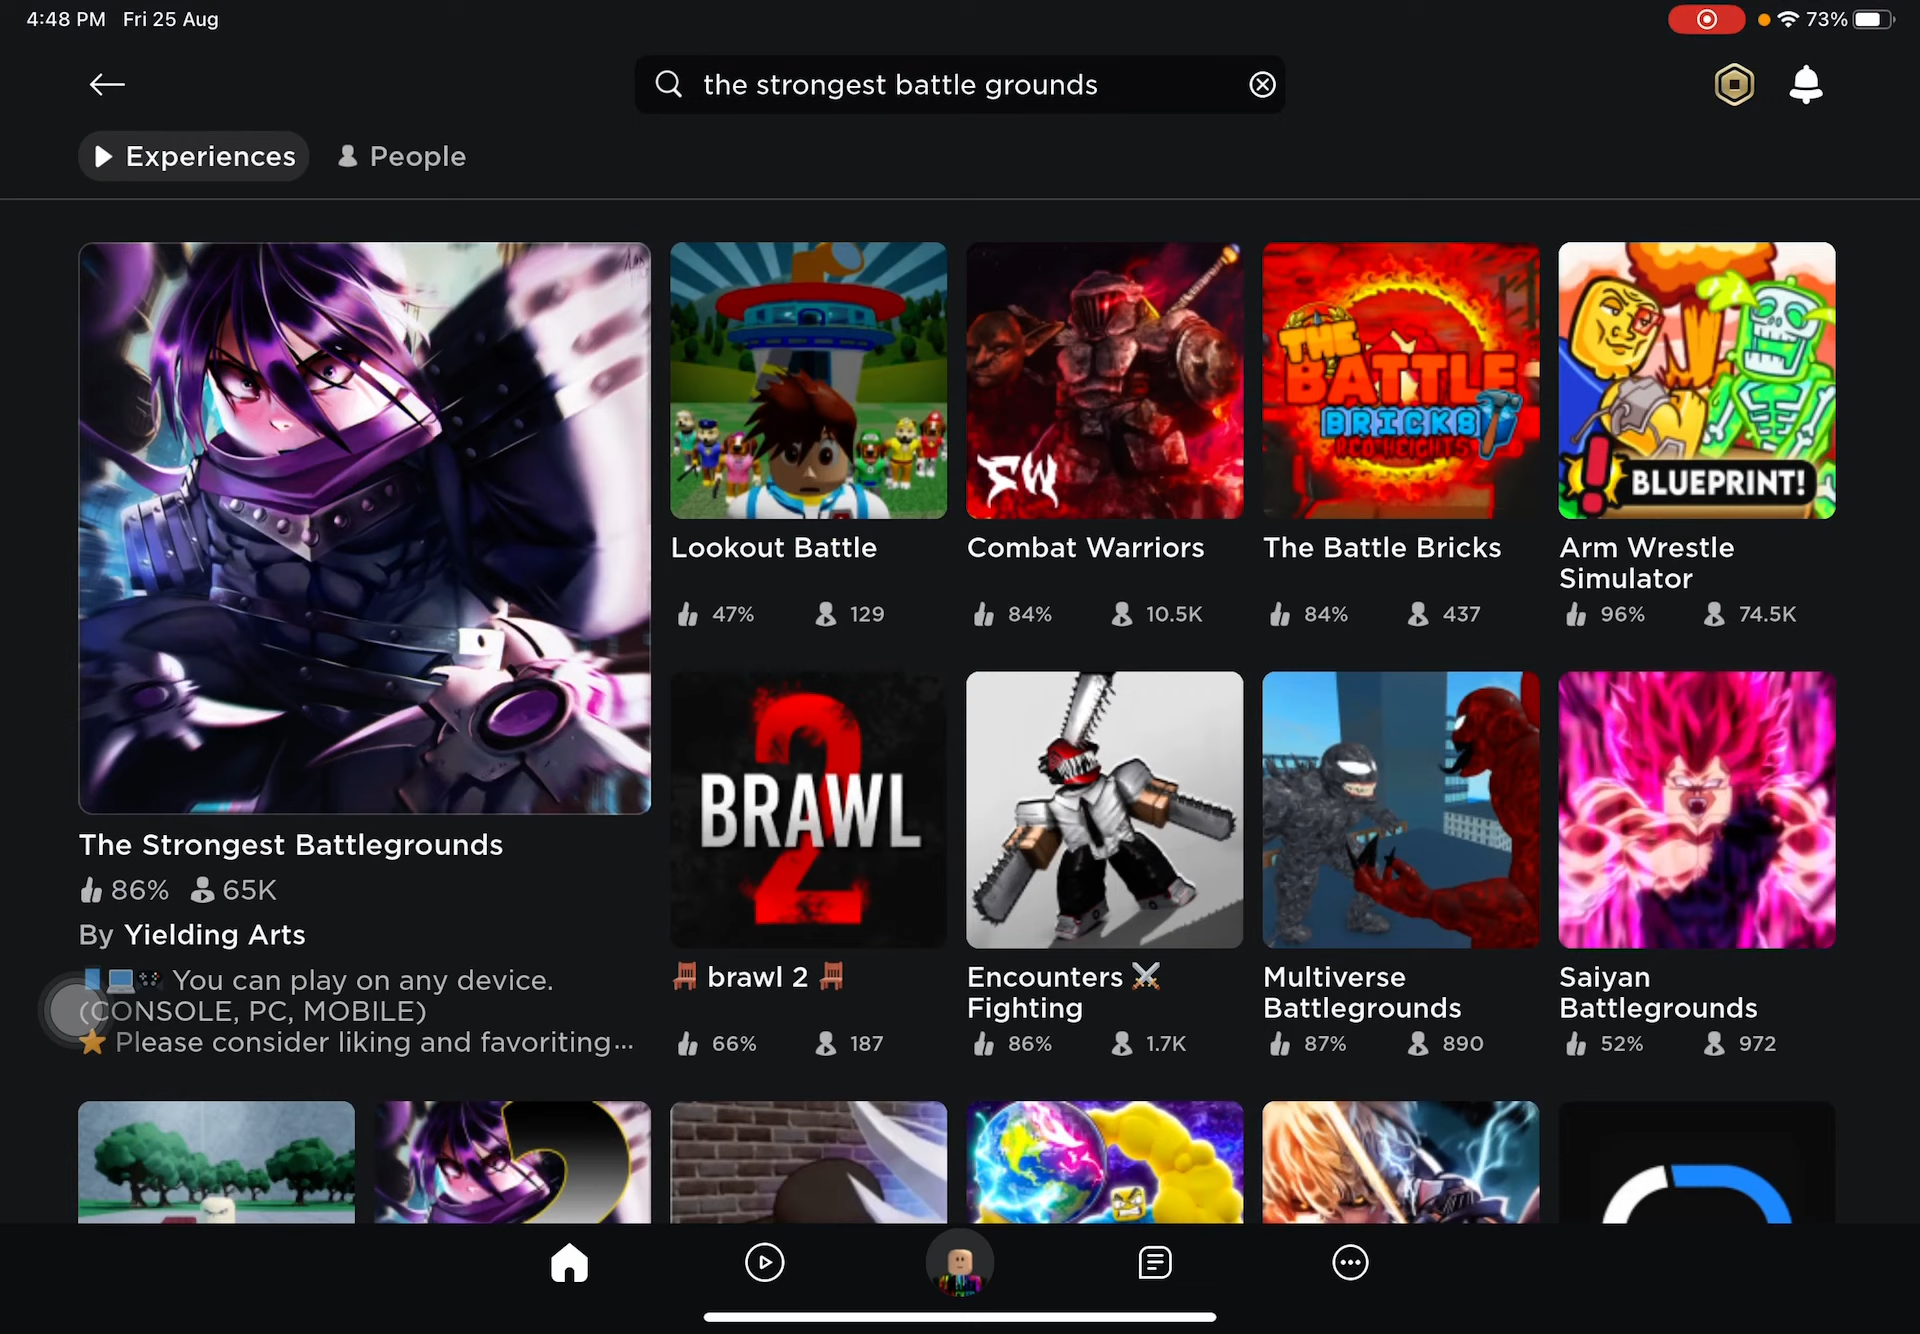 4:48 PM Fri 25 Aug
73%
the strongest battle grounds
Experiences
People
The Strongest Battlegrounds
86% 65K
By Yielding Arts
You can play on any device.
(CONSOLE, PC, MOBILE)
Please consider liking and favoriting...
Lookout Battle
47% 129
CW
Combat Warriors
84% 10.5K
THE
BATTLE
BRICKS
The Battle Bricks
84% 437
BLUEPRINT!
Arm Wrestle
Simulator
96% 74.5K
2
BRAWL
brawl 2
66% 187
Encounters
Fighting
86% 1.7K
Multiverse
Battlegrounds
87% 890
Saiyan
Battlegrounds
52% 972